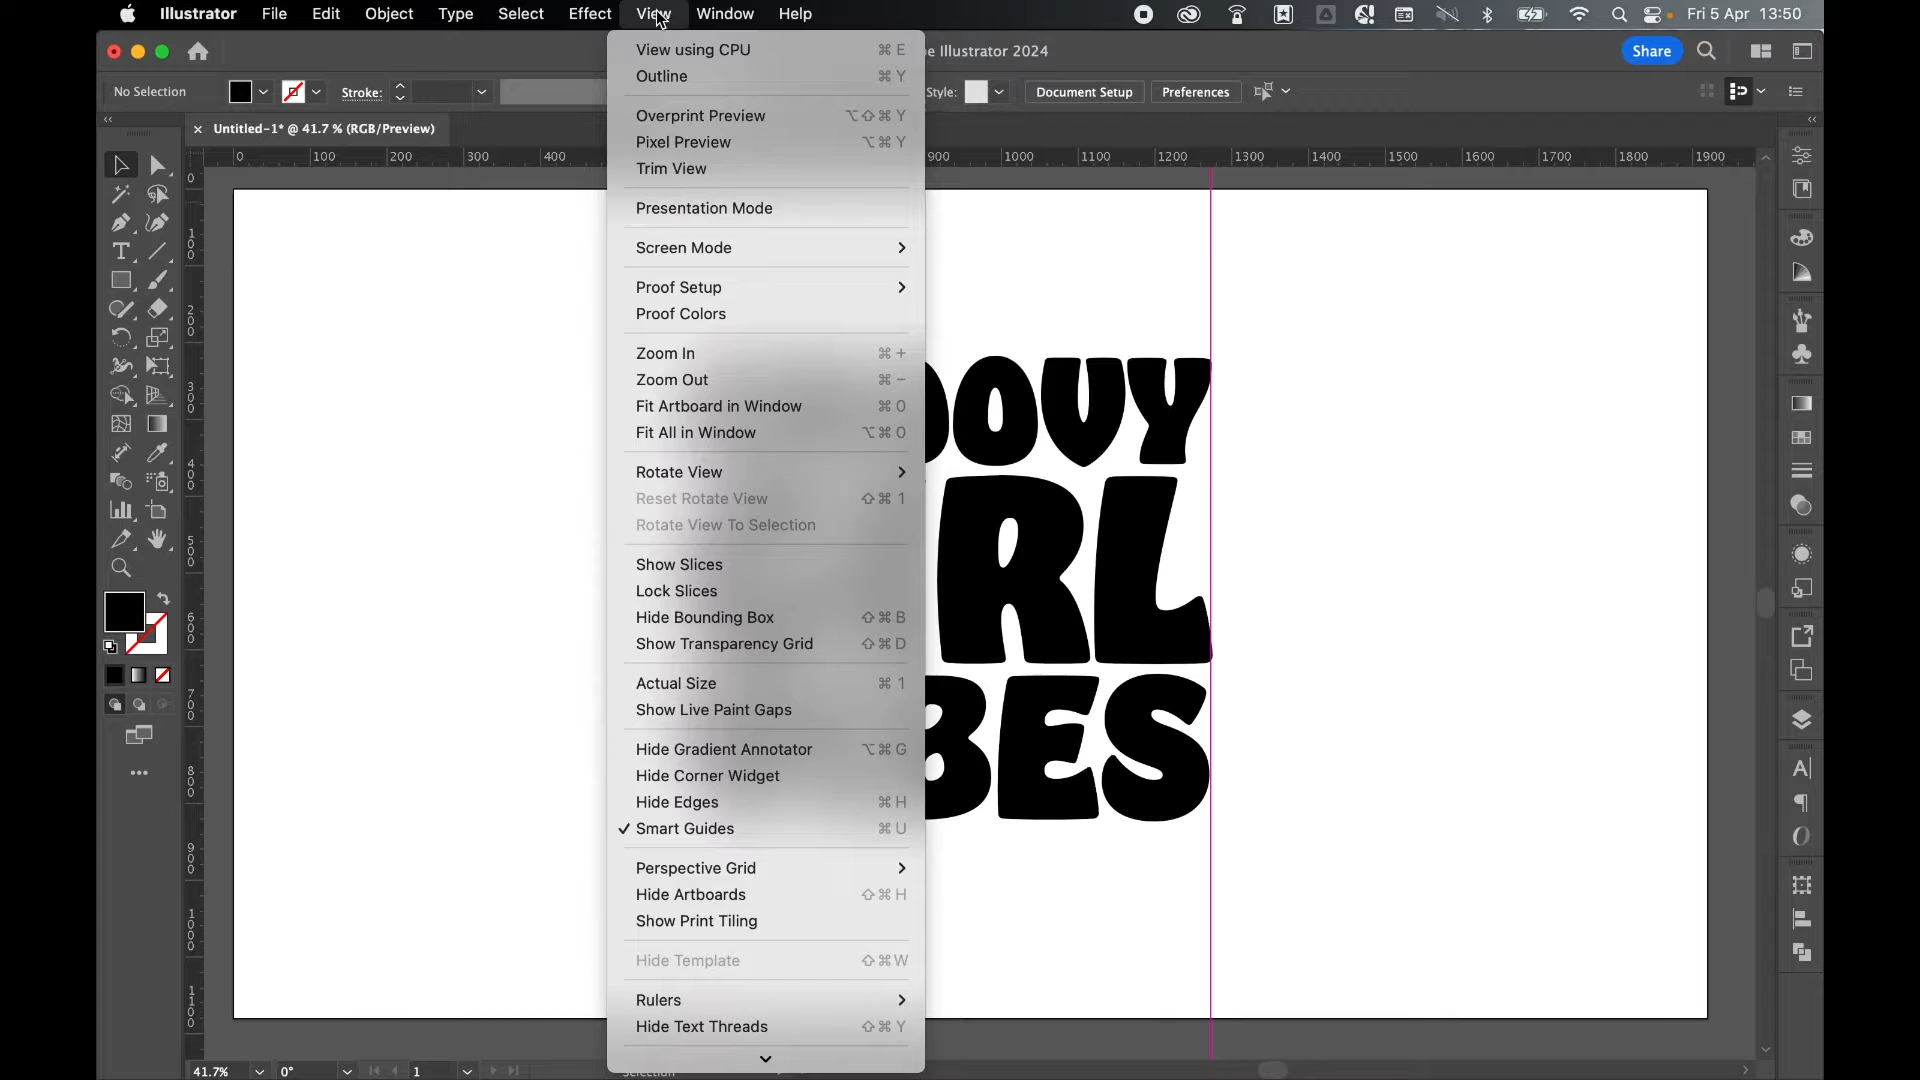 Illustrator File Edit Object Type Select Effect View Window Help
Fri 5 Apr 13:50
View using CPU ⌘ E
Outline ⌘ Y
Overprint Preview ⌥⇧⌘ Y
Pixel Preview ⌥⌘ Y
Trim View
Presentation Mode
Screen Mode
Proof Setup
Proof Colors
Zoom In ⌘ +
Zoom Out ⌘ −
Fit Artboard in Window ⌘ 0
Fit All in Window ⌥⌘ 0
Rotate View
Reset Rotate View ⇧⌘ 1
Rotate View To Selection
Show Slices
Lock Slices
Hide Bounding Box ⇧⌘ B
Show Transparency Grid ⇧⌘ D
Actual Size ⌘ 1
Show Live Paint Gaps
Hide Gradient Annotator ⌥⌘ G
Hide Corner Widget
Hide Edges ⌘ H
Smart Guides ⌘ U
Perspective Grid
Hide Artboards ⇧⌘ H
Show Print Tiling
Hide Template ⇧⌘ W
Rulers
Hide Text Threads ⇧⌘ Y
e Illustrator 2024
Share
No Selection
Stroke:
Style:
Document Setup
Preferences
Untitled-1* @ 41.7 % (RGB/Preview)
0 100 200 300 400 900 1000 1100 1200 1300 1400 1500 1600 1700 1800 1900
0
100
200
300
400
500
600
700
800
900
1000
1100
OOVY
RL
BES
41.7% 0° 1